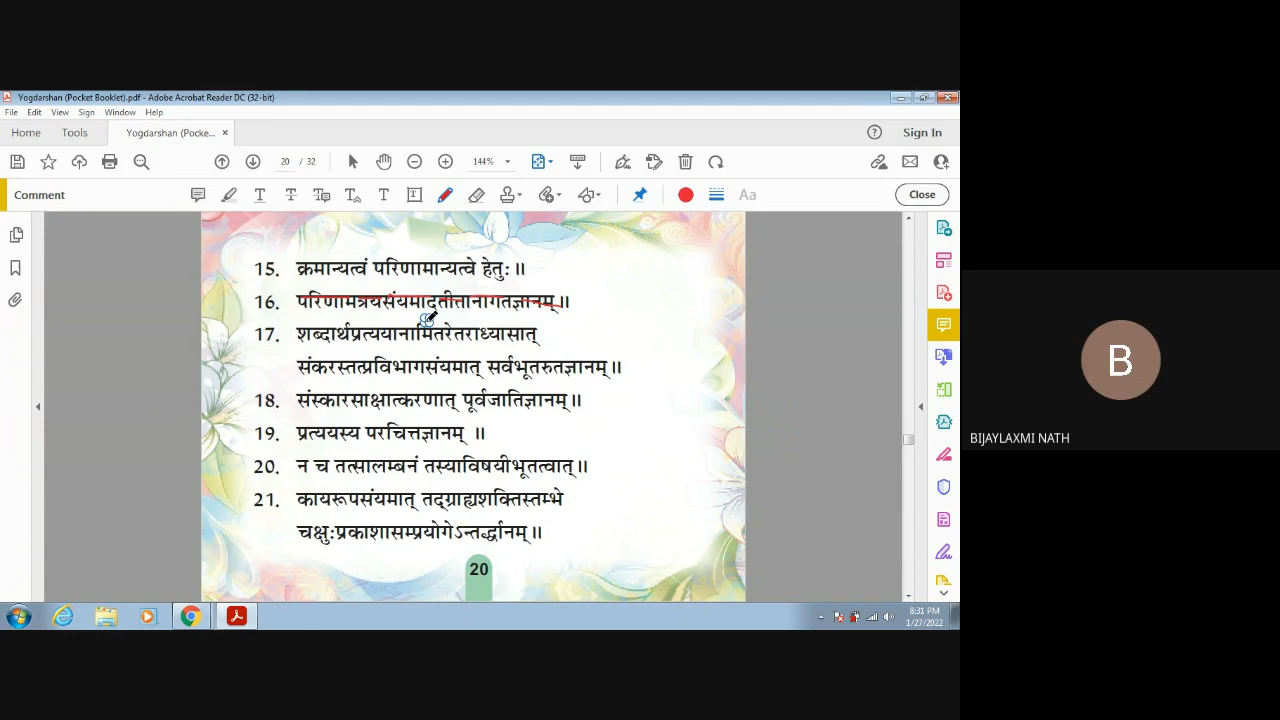 Yogdarshan (Pocket Booklet).pdf - Adobe Acrobat Reader DC (32-bit)
File Edit View Sign Window Help
Home Tools Yogdarshan (Pocke... × Sign In
20 / 32 144%
Comment Aa Close
15. क्रमान्यत्वं परिणामान्यत्वे हेतुः॥
16. परिणामत्रयसंयमादतीतानागतज्ञानम्॥
17. शब्दार्थप्रत्ययानामितरेतराध्यासात्
संकरस्तत्प्रविभागसंयमात् सर्वभूतरुतज्ञानम्॥
18. संस्कारसाक्षात्करणात् पूर्वजातिज्ञानम्॥
19. प्रत्ययस्य परचित्तज्ञानम् ॥
20. न च तत्सालम्बनं तस्याविषयीभूतत्वात्॥
21. कायरूपसंयमात् तद्ग्राह्यशक्तिस्तम्भे
चक्षुःप्रकाशासम्प्रयोगेऽन्तर्द्धानम्॥
20
B
BIJAYLAXMI NATH
8:31 PM
1/27/2022